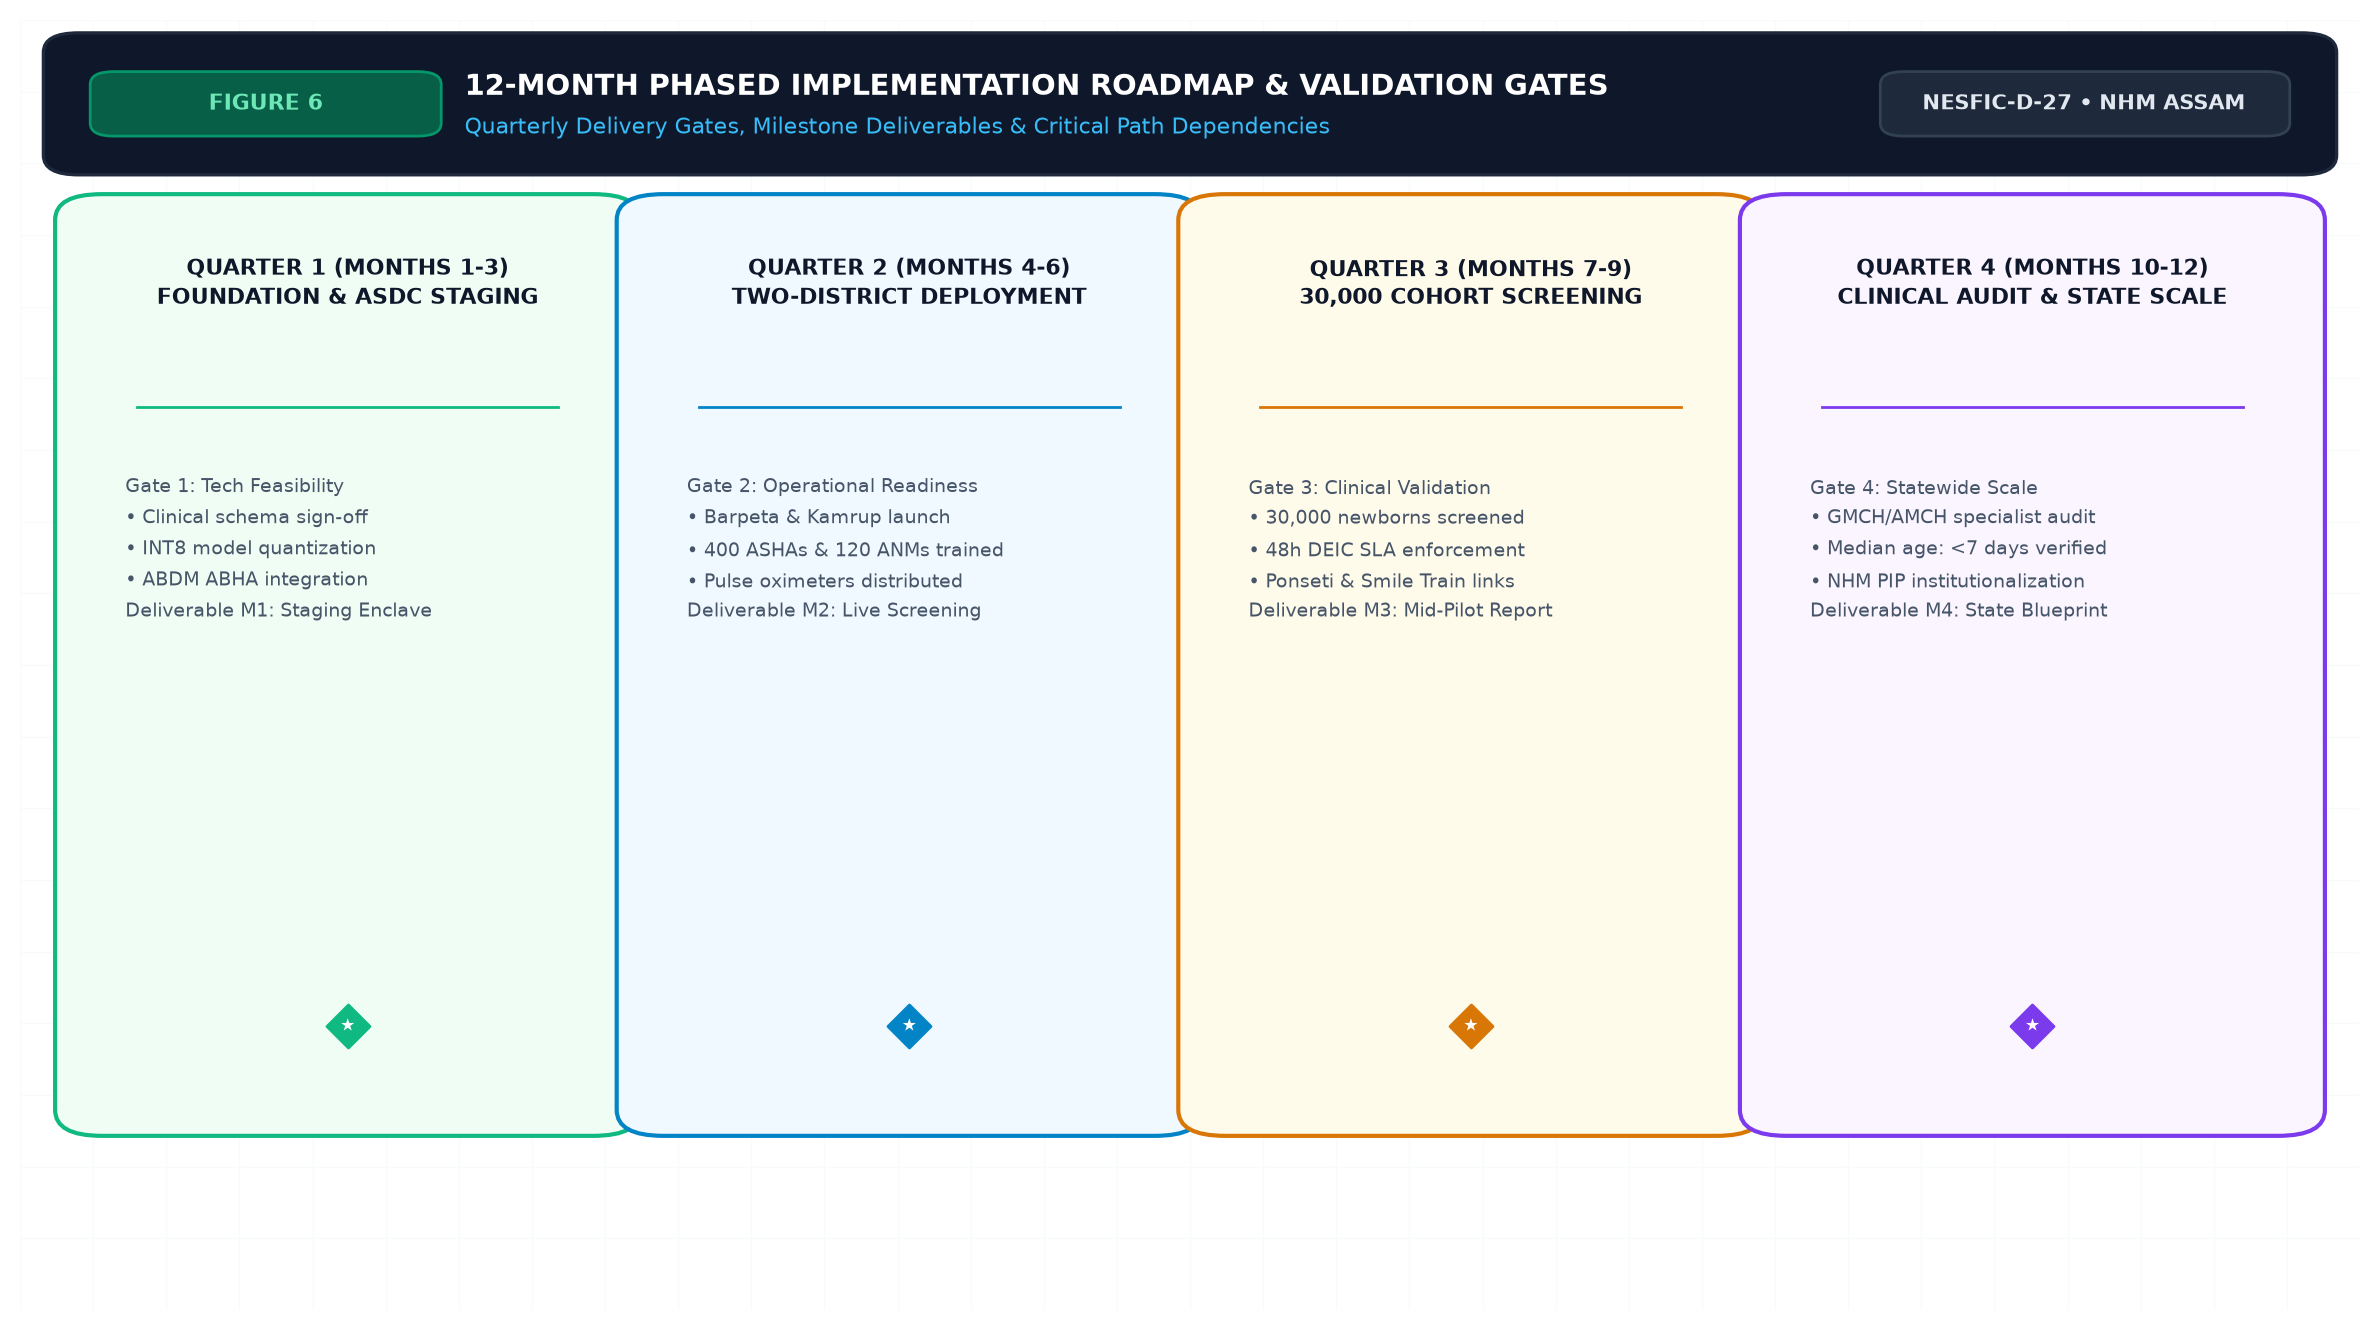 FIGURE 6
12-MONTH PHASED IMPLEMENTATION ROADMAP & VALIDATION GATES
Quarterly Delivery Gates, Milestone Deliverables & Critical Path Dependencies
NESFIC-D-27 • NHM ASSAM
QUARTER 1 (MONTHS 1-3)
FOUNDATION & ASDC STAGING
Gate 1: Tech Feasibility
• Clinical schema sign-off
• INT8 model quantization
• ABDM ABHA integration
Deliverable M1: Staging Enclave
QUARTER 2 (MONTHS 4-6)
TWO-DISTRICT DEPLOYMENT
Gate 2: Operational Readiness
• Barpeta & Kamrup launch
• 400 ASHAs & 120 ANMs trained
• Pulse oximeters distributed
Deliverable M2: Live Screening
QUARTER 3 (MONTHS 7-9)
30,000 COHORT SCREENING
Gate 3: Clinical Validation
• 30,000 newborns screened
• 48h DEIC SLA enforcement
• Ponseti & Smile Train links
Deliverable M3: Mid-Pilot Report
QUARTER 4 (MONTHS 10-12)
CLINICAL AUDIT & STATE SCALE
Gate 4: Statewide Scale
• GMCH/AMCH specialist audit
• Median age: <7 days verified
• NHM PIP institutionalization
Deliverable M4: State Blueprint